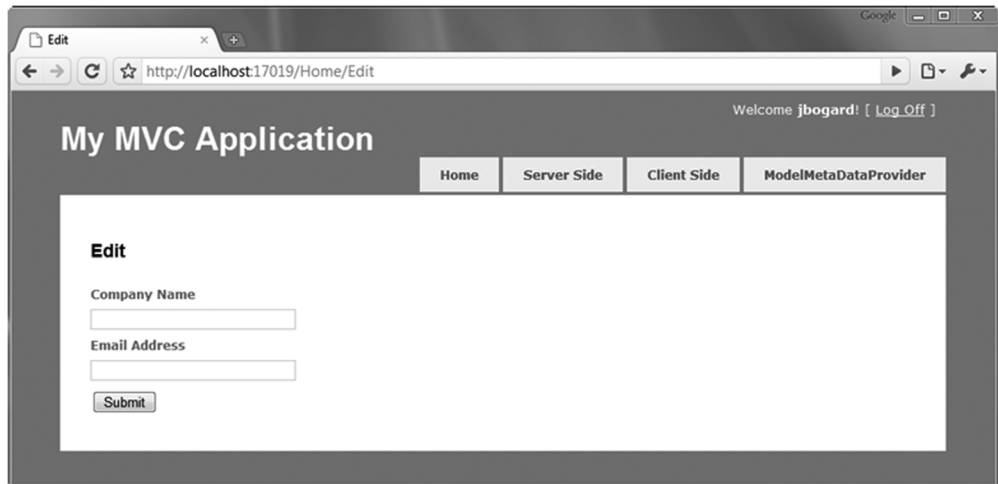 Google
Edit
http://localhost:17019/Home/Edit
Welcome jbogard! [ Log Off ]
My MVC Application
Home Server Side Client Side ModelMetaDataProvider
Edit
Company Name
Email Address
Submit